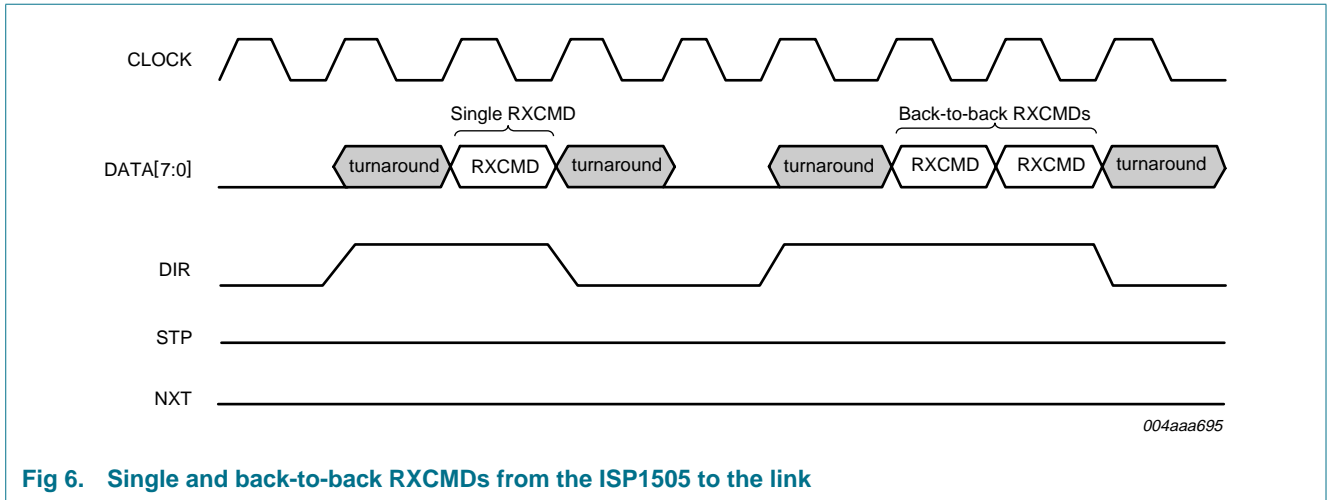 CLOCK
Single RXCMD
Back-to-back RXCMDs
DATA[7:0]
turnaround
RXCMD
turnaround
turnaround
RXCMD
RXCMD
turnaround
DIR
STP
NXT
004aaa695
Fig 6. Single and back-to-back RXCMDs from the ISP1505 to the link